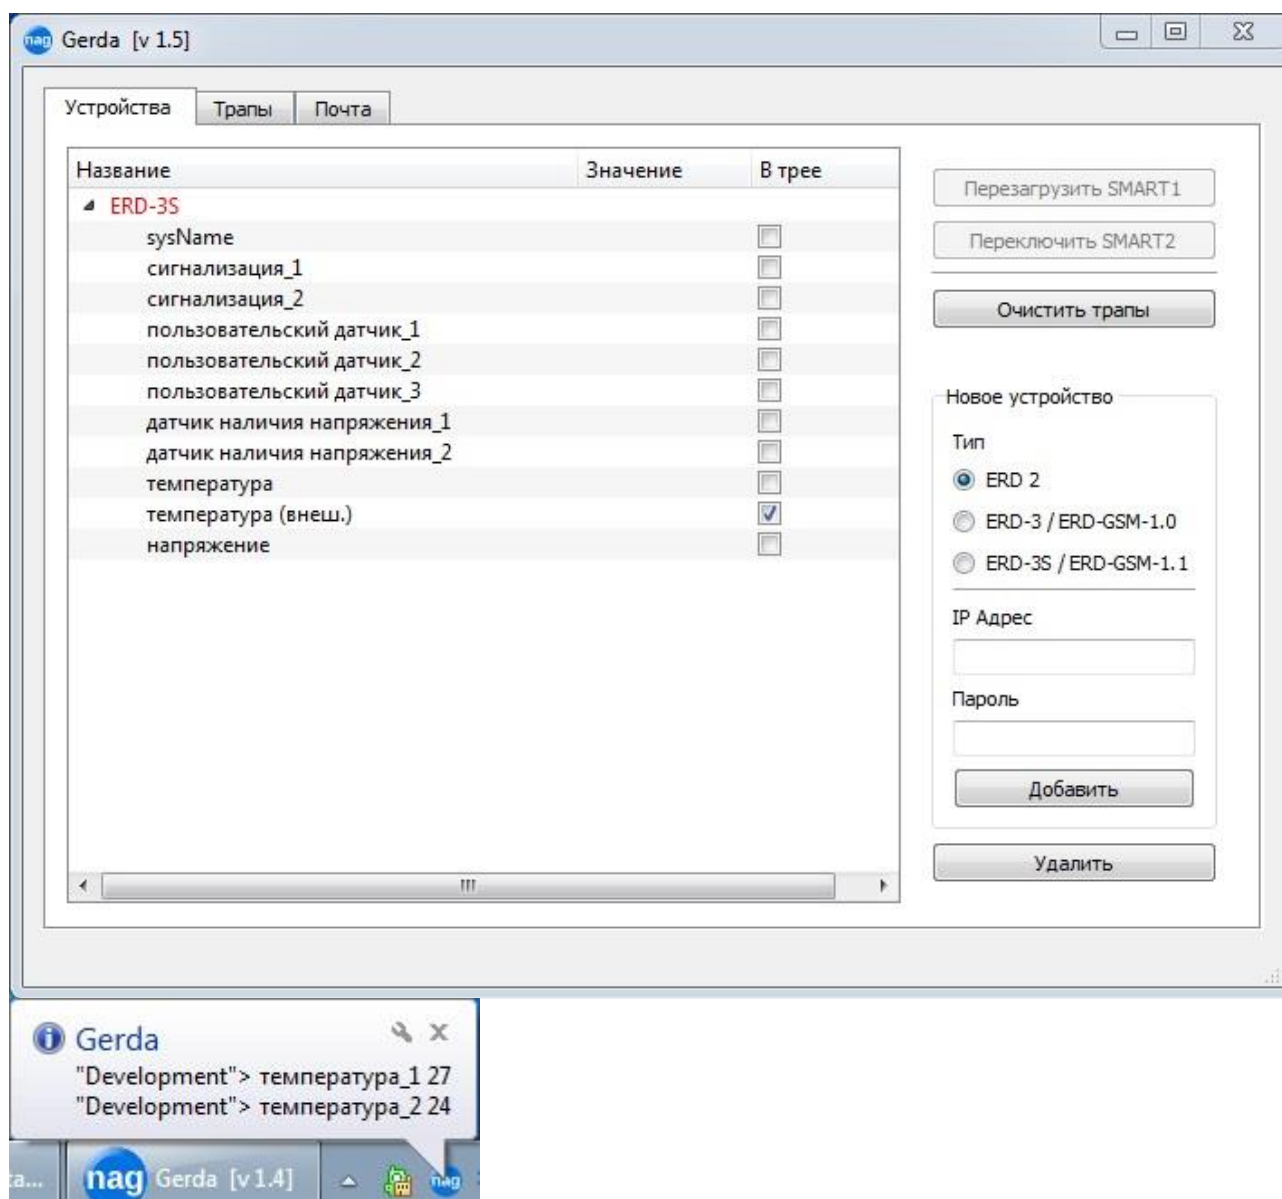 nag Gerda [v 1.5]
Устройства Трапы Почта
Название Значение В трее
ERD-3S
sysName
сигнализация_1
сигнализация_2
пользовательский датчик_1
пользовательский датчик_2
пользовательский датчик_3
датчик наличия напряжения_1
датчик наличия напряжения_2
температура
температура (внеш.)
напряжение
Перезагрузить SMART1
Переключить SMART2
Очистить трапы
Новое устройство
Тип
ERD 2
ERD-3 / ERD-GSM-1.0
ERD-3S / ERD-GSM-1.1
IP Адрес
Пароль
Добавить
Удалить
Gerda
"Development"> температура_1 27
"Development"> температура_2 24
nag Gerda [v 1.4] nag